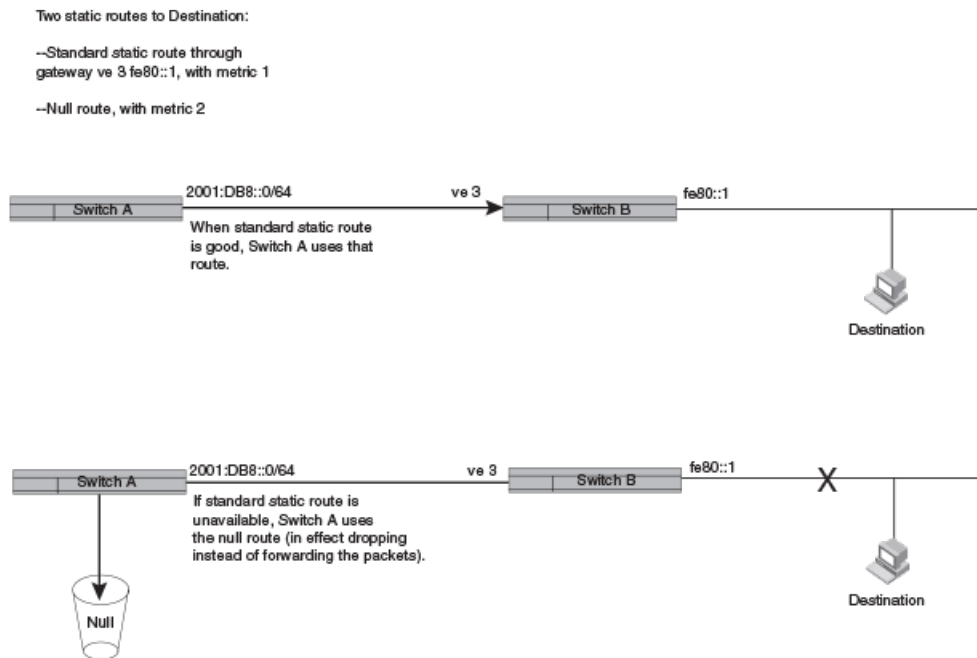 Two static routes to Destination:
--Standard static route through
gateway ve 3 fe80::1, with metric 1
--Null route, with metric 2
2001:DB8::0/64
ve 3
fe80::1
Switch A
Switch B
When standard static route
is good, Switch A uses that
route.
Destination
2001:DB8::0/64
ve 3
fe80::1
Switch A
Switch B
X
If standard static route is
unavailable, Switch A uses
the null route (in effect dropping
instead of forwarding the packets).
Destination
Null